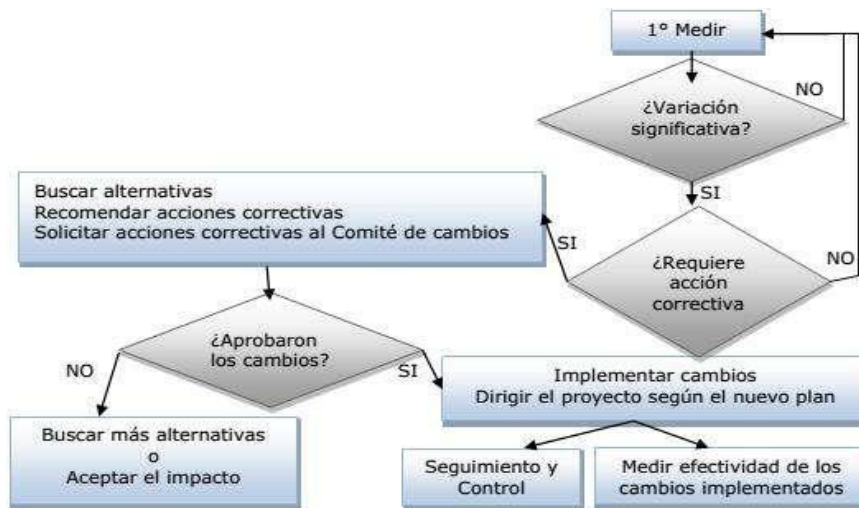 1° Medir
¿Variación
significativa?
NO
SI
¿Requiere
acción
correctiva
NO
SI
Buscar alternativas
Recomendar acciones correctivas
Solicitar acciones correctivas al Comité de cambios
¿Aprobaron
los cambios?
NO
SI
Buscar más alternativas
o
Aceptar el impacto
Implementar cambios
Dirigir el proyecto según el nuevo plan
Seguimiento y
Control
Medir efectividad de los
cambios implementados